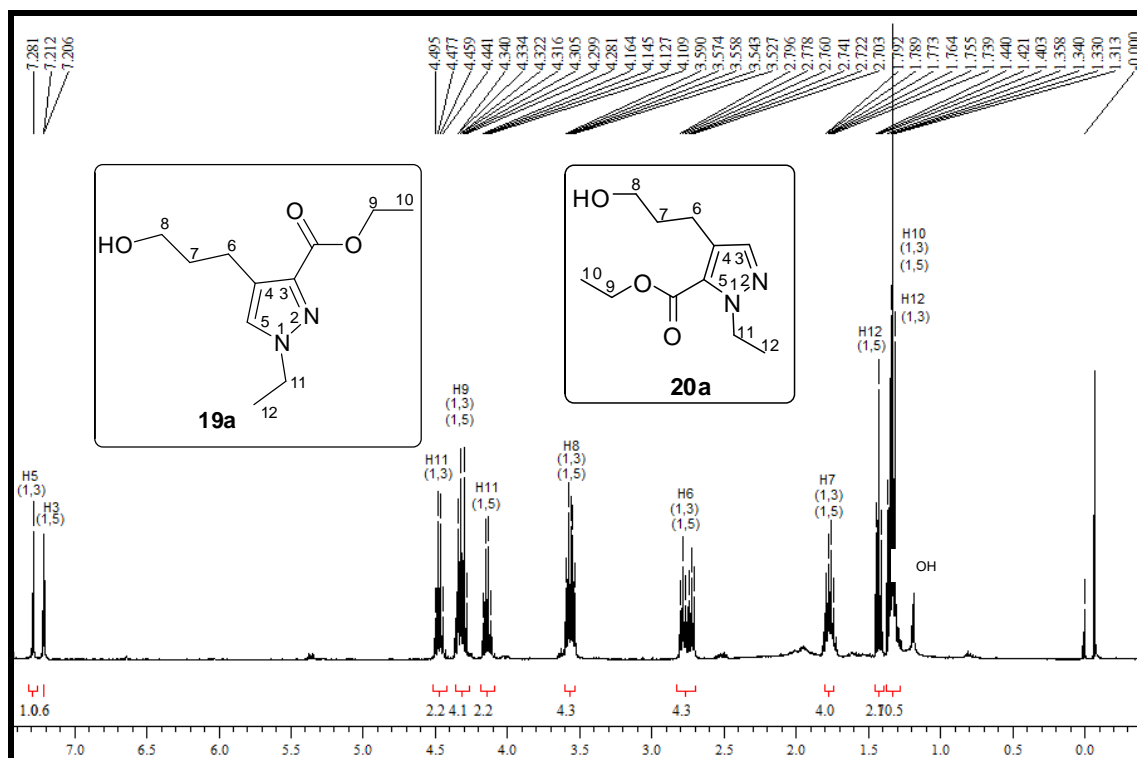 7.281 7.212 7.206 4.495 4.477 4.459 4.441 4.340 4.334 4.322 4.316 4.305 4.299 4.281 4.164 4.145 4.127 4.109 3.590 3.574 3.558 3.543 3.527 2.796 2.778 2.760 2.741 2.722 2.703 1.792 1.789 1.773 1.764 1.755 1.739 1.440 1.421 1.403 1.358 1.340 1.330 1.313 -0.000
HO 8 7 6 O 9 10 O 4 3 5 N 1 2 N 11 12
19a
HO 8 7 6 4 3 10 9 O 5 1 2 N N O 11 12
20a
H5
(1,3)
H3
(1,5)
H11
(1,3)
H9
(1,3)
(1,5)
H11
(1,5)
H8
(1,3)
(1,5)
H6
(1,3)
(1,5)
H7
(1,3)
(1,5)
H12
(1,5)
H10
(1,3)
(1,5)
H12
(1,3)
OH
1.0 0.6 2.2 4.1 2.2 4.3 4.3 4.0 2.1 10.5
7.0 6.5 6.0 5.5 5.0 4.5 4.0 3.5 3.0 2.5 2.0 1.5 1.0 0.5 0.0